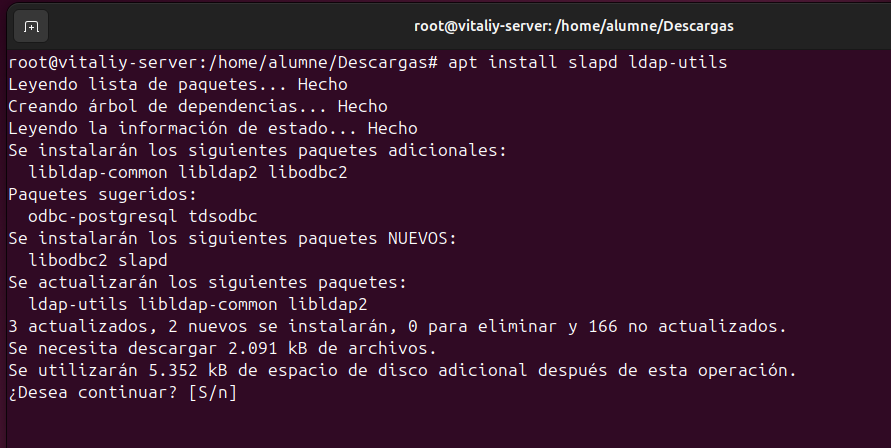 root@vitaliy-server: /home/alumne/Descargas
root@vitaliy-server:/home/alumne/Descargas# apt install slapd ldap-utils
Leyendo lista de paquetes... Hecho
Creando árbol de dependencias... Hecho
Leyendo la información de estado... Hecho
Se instalarán los siguientes paquetes adicionales:
  libldap-common libldap2 libodbc2
Paquetes sugeridos:
  odbc-postgresql tdsodbc
Se instalarán los siguientes paquetes NUEVOS:
  libodbc2 slapd
Se actualizarán los siguientes paquetes:
  ldap-utils libldap-common libldap2
3 actualizados, 2 nuevos se instalarán, 0 para eliminar y 166 no actualizados.
Se necesita descargar 2.091 kB de archivos.
Se utilizarán 5.352 kB de espacio de disco adicional después de esta operación.
¿Desea continuar? [S/n]